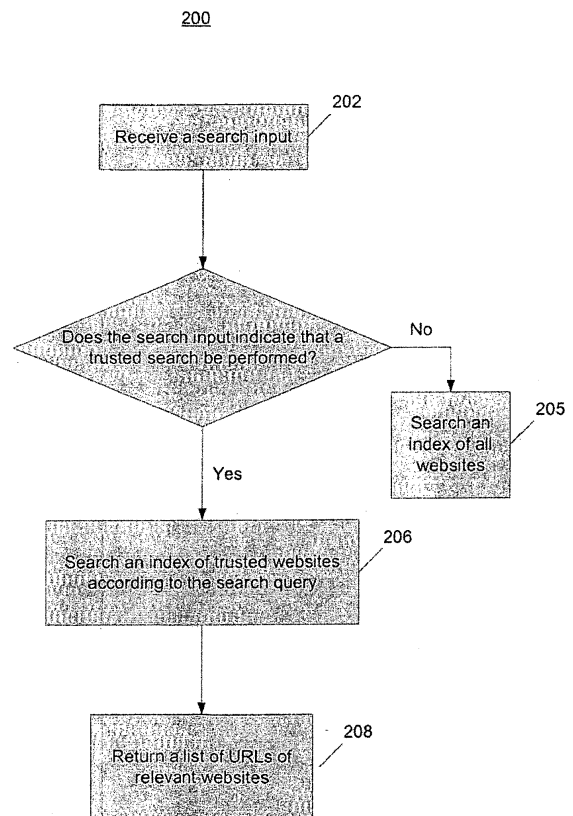 200
202
Receive a search input
Does the search input indicate that a
trusted search be performed?
No
205
Search an
Index of all
websites
Yes
206
Search an index of trusted websites
according to the search query
208
Return a list of URLs of
relevant websites